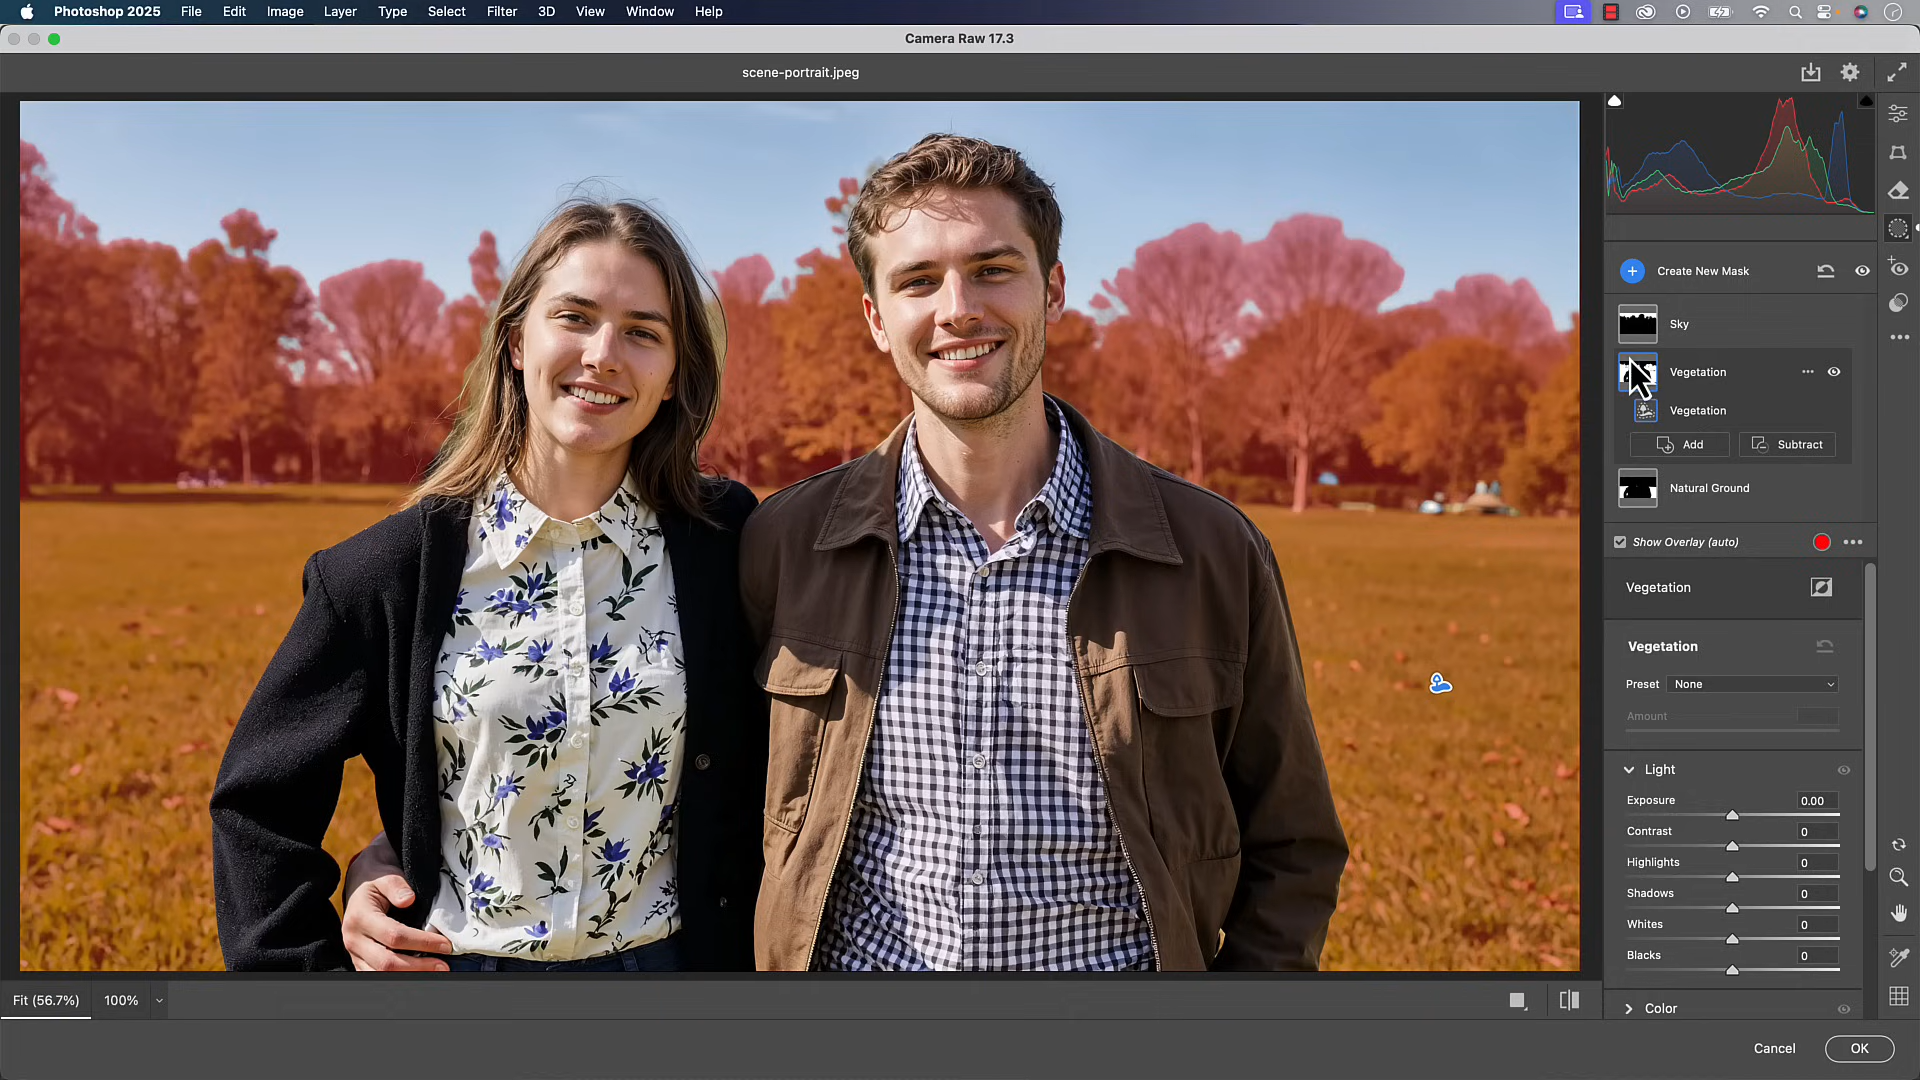 Photoshop 2025 File Edit Image Layer Type Select Filter 3D View Window Help
Camera Raw 17.3
scene-portrait.jpeg
Create New Mask
Sky
Vegetation
Vegetation
Add Subtract
Natural Ground
Show Overlay (auto)
Vegetation
Vegetation
Preset None
Amount
Light
Exposure 0.00
Contrast 0
Highlights 0
Shadows 0
Whites 0
Blacks 0
Color
Fit (56.7%) 100%
Cancel OK